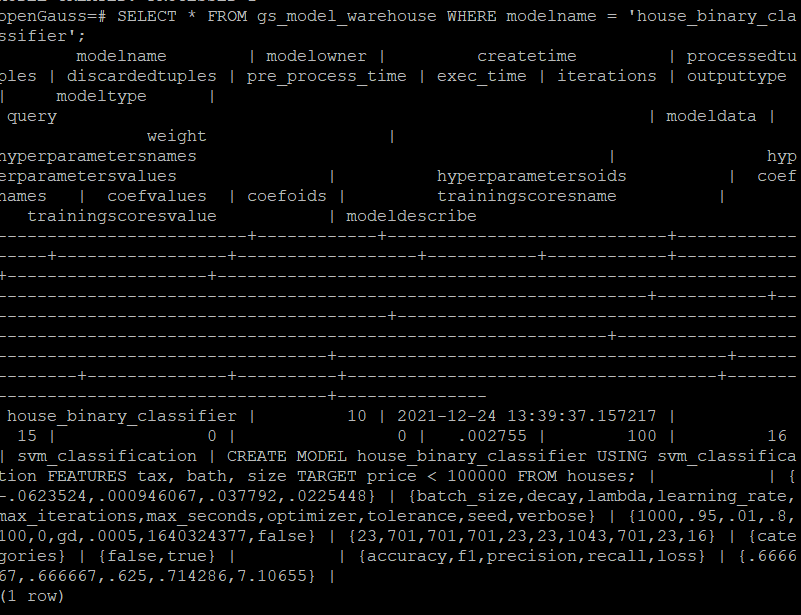 openGauss=# SELECT * FROM gs_model_warehouse WHERE modelname = 'house_binary_cla
ssifier';
modelname | modelowner | createtime | processedtu
ples | discardedtuples | pre_process_time | exec_time | iterations | outputtype
| modeltype |
query | modeldata |
weight |
hyperparametersnames | hyp
erparametersvalues | hyperparametersoids | coef
names | coefvalues | coefoids | trainingscoresname |
trainingscoresvalue | modeldescribe
-------------------------+------------+----------------------------+------------
-----+-----------------+------------------+-----------+------------+------------
+---------------------+---------------------------------------------------------
-----------------------------------------------------------------+-----------+--
---------------------------------------+----------------------------------------
-------------------------------------------------------------+------------------
---------------------------------+---------------------------------------+------
--------+--------------+----------+-------------------------------------+-------
---------------------------------+---------------
house_binary_classifier | 10 | 2021-12-24 13:39:37.157217 |
15 | 0 | 0 | .002755 | 100 | 16
| svm_classification | CREATE MODEL house_binary_classifier USING svm_classifica
tion FEATURES tax, bath, size TARGET price < 100000 FROM houses; | | {
-.0623524,.000946067,.037792,.0225448} | {batch_size,decay,lambda,learning_rate,
max_iterations,max_seconds,optimizer,tolerance,seed,verbose} | {1000,.95,.01,.8,
100,0,gd,.0005,1640324377,false} | {23,701,701,701,23,23,1043,701,23,16} | {cate
gories} | {false,true} | | {accuracy,f1,precision,recall,loss} | {.6666
67,.666667,.625,.714286,7.10655} |
(1 row)